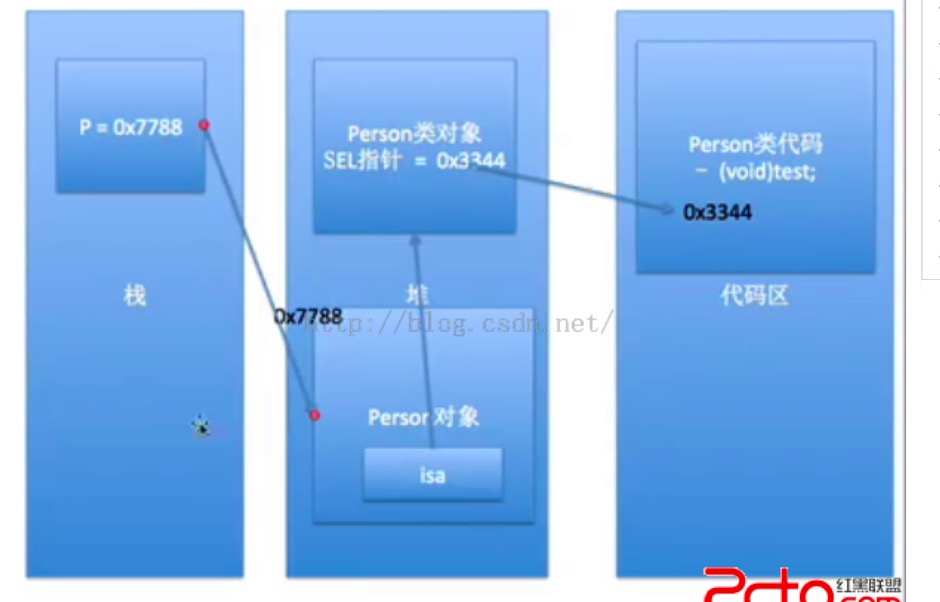 P = 0x7788
栈
Person类对象
SEL指针 = 0x3344
堆
0x7788
http://blog.csdn.net/
Person对象
isa
Person类代码
- (void)test;
0x3344
代码区
2cto
红黑联盟
.com